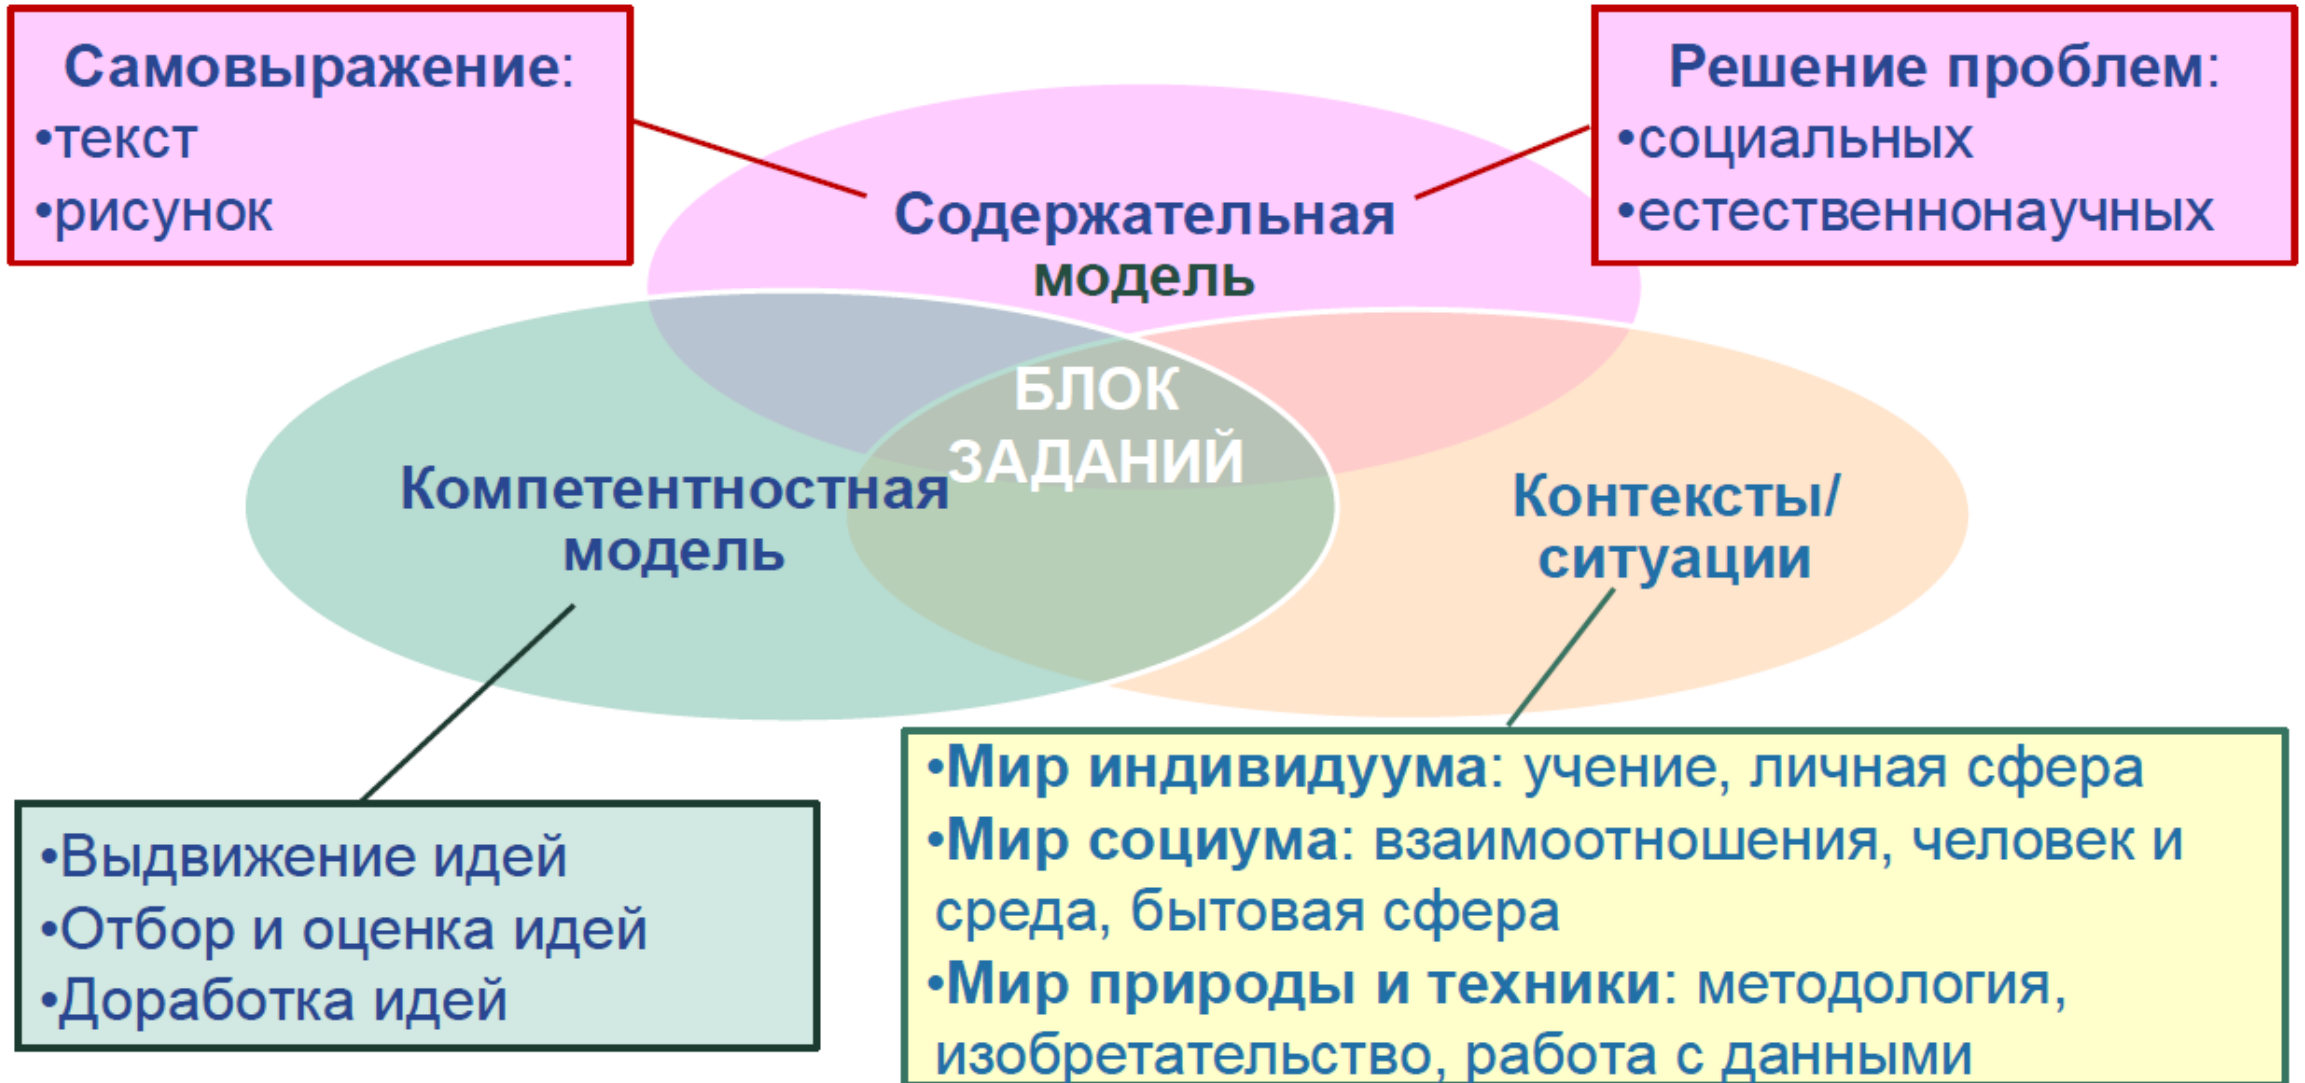 Самовыражение:
•текст
•рисунок
Решение проблем:
•социальных
•естественнонаучных
Содержательная
модель
БЛОК
ЗАДАНИЙ
Компетентностная
модель
Контексты/
ситуации
•Выдвижение идей
•Отбор и оценка идей
•Доработка идей
•Мир индивидуума: учение, личная сфера
•Мир социума: взаимоотношения, человек и
среда, бытовая сфера
•Мир природы и техники: методология,
изобретательство, работа с данными